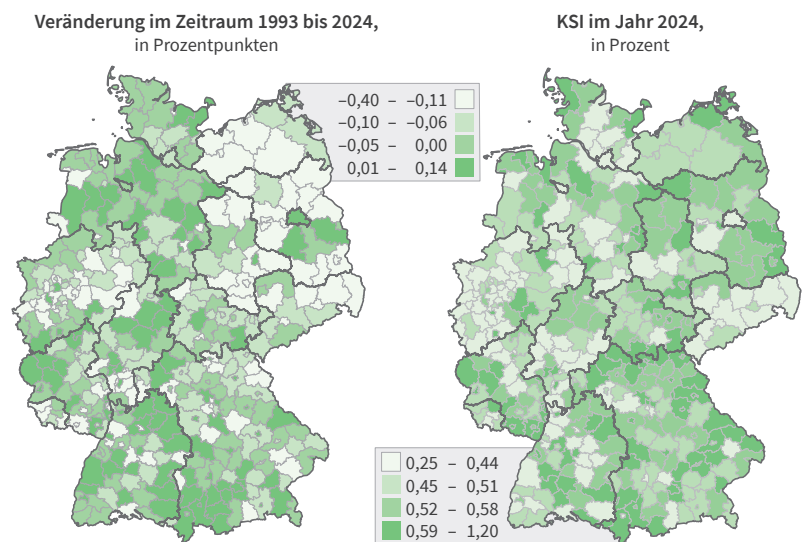 Veränderung im Zeitraum 1993 bis 2024,
in Prozentpunkten
KSI im Jahr 2024,
in Prozent
–0,40 – –0,11
–0,10 – –0,06
–0,05 – 0,00
0,01 – 0,14
0,25 – 0,44
0,45 – 0,51
0,52 – 0,58
0,59 – 1,20